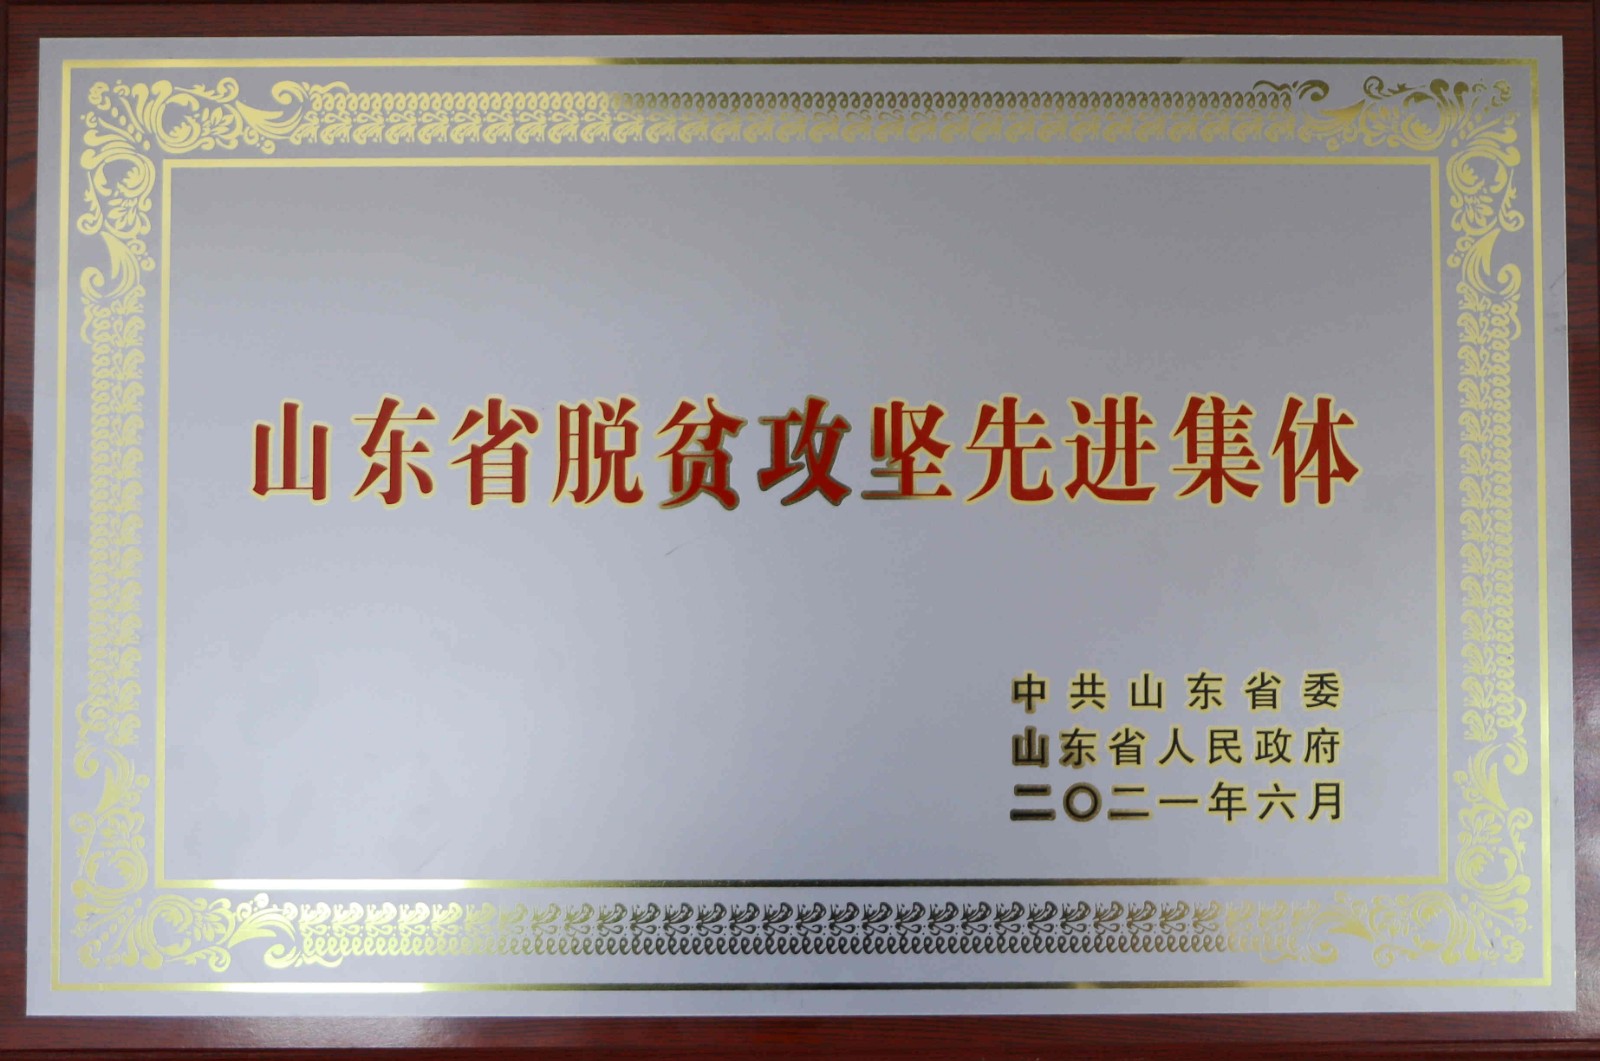 山东省脱贫攻坚先进集体
中共山东省委
山东省人民政府
二〇二一年六月